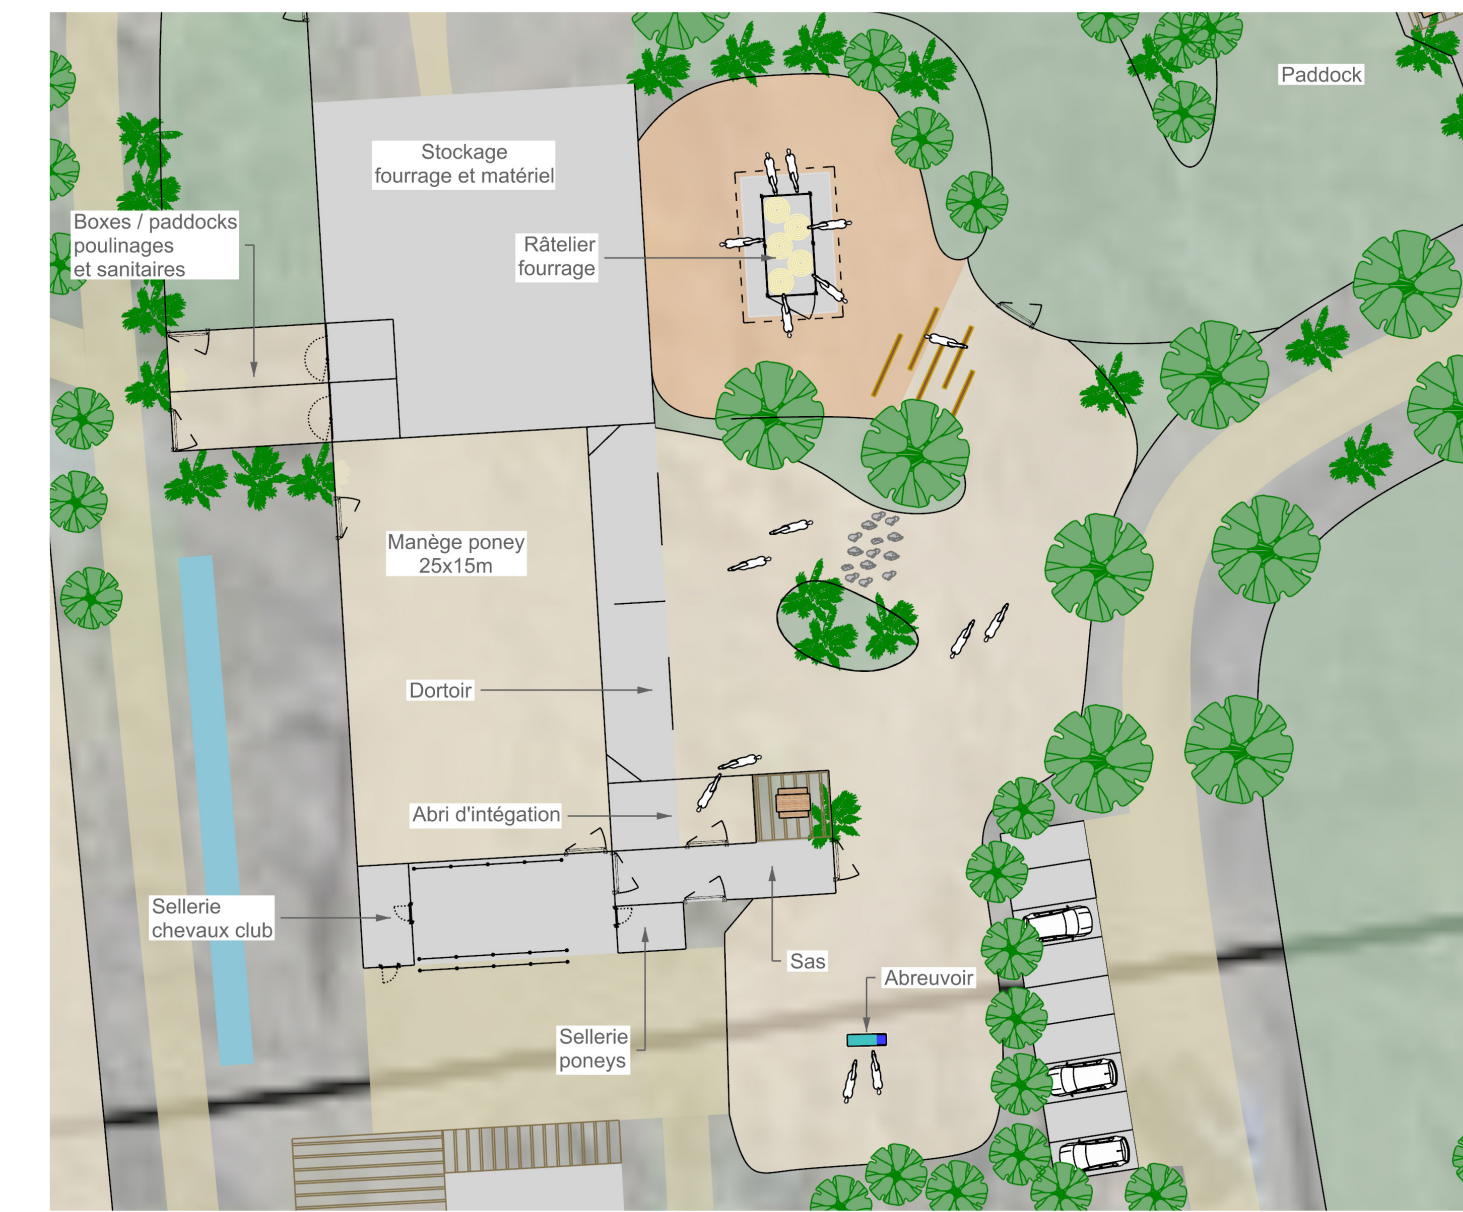 Paddock
Stockage
fourrage et matériel
Boxes / paddocks
poulinages
et sanitaires
Râtelier
fourrage
Manège poney
25x15m
Dortoir
Abri d'intégation
Sellerie
chevaux club
Sas
Abreuvoir
Sellerie
poneys